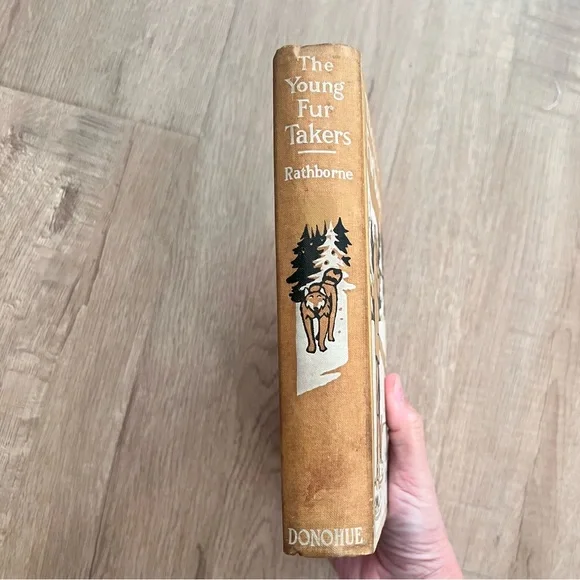 The
Young
Fur
Takers
Rathborne
DONOHUE